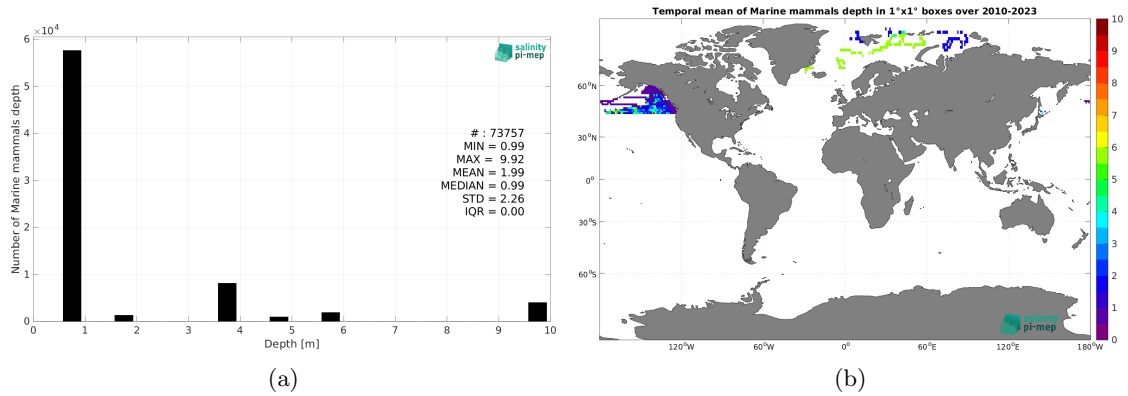 ×10⁴
6
5
4
3
2
1
0
Number of Marine mammals depth
salinity
pi-mep
# : 73757
MIN = 0.99
MAX = 9.92
MEAN = 1.99
MEDIAN = 0.99
STD = 2.26
IQR = 0.00
0 1 2 3 4 5 6 7 8 9 10
Depth [m]
(a)
Temporal mean of Marine mammals depth in 1°x1° boxes over 2010-2023
60°N
30°N
0°
30°S
60°S
120°W 60°W 0° 60°E 120°E 180°W
salinity
pi-mep
10
9
8
7
6
5
4
3
2
1
0
(b)